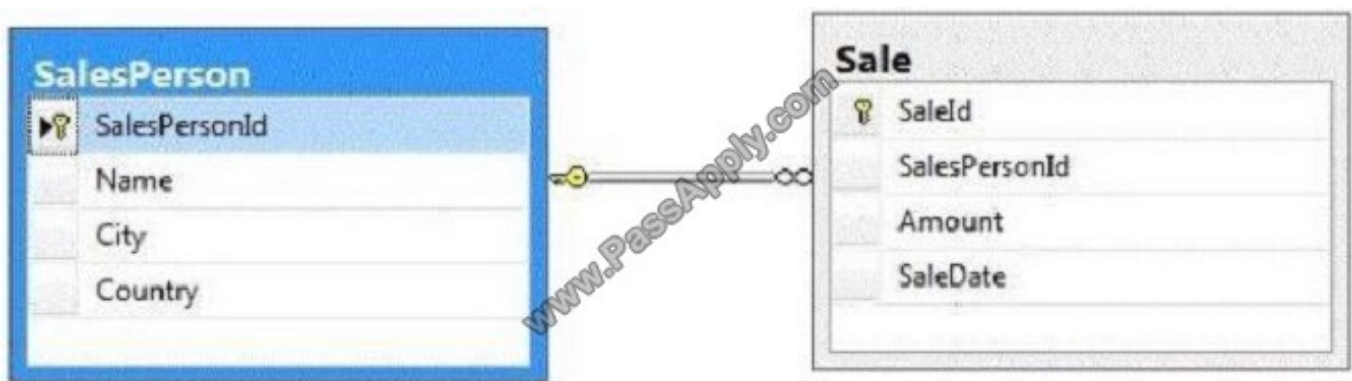 SalesPerson
SalesPersonId
Name
City
Country
Sale
SaleId
SalesPersonId
Amount
SaleDate
www.PassApply.com